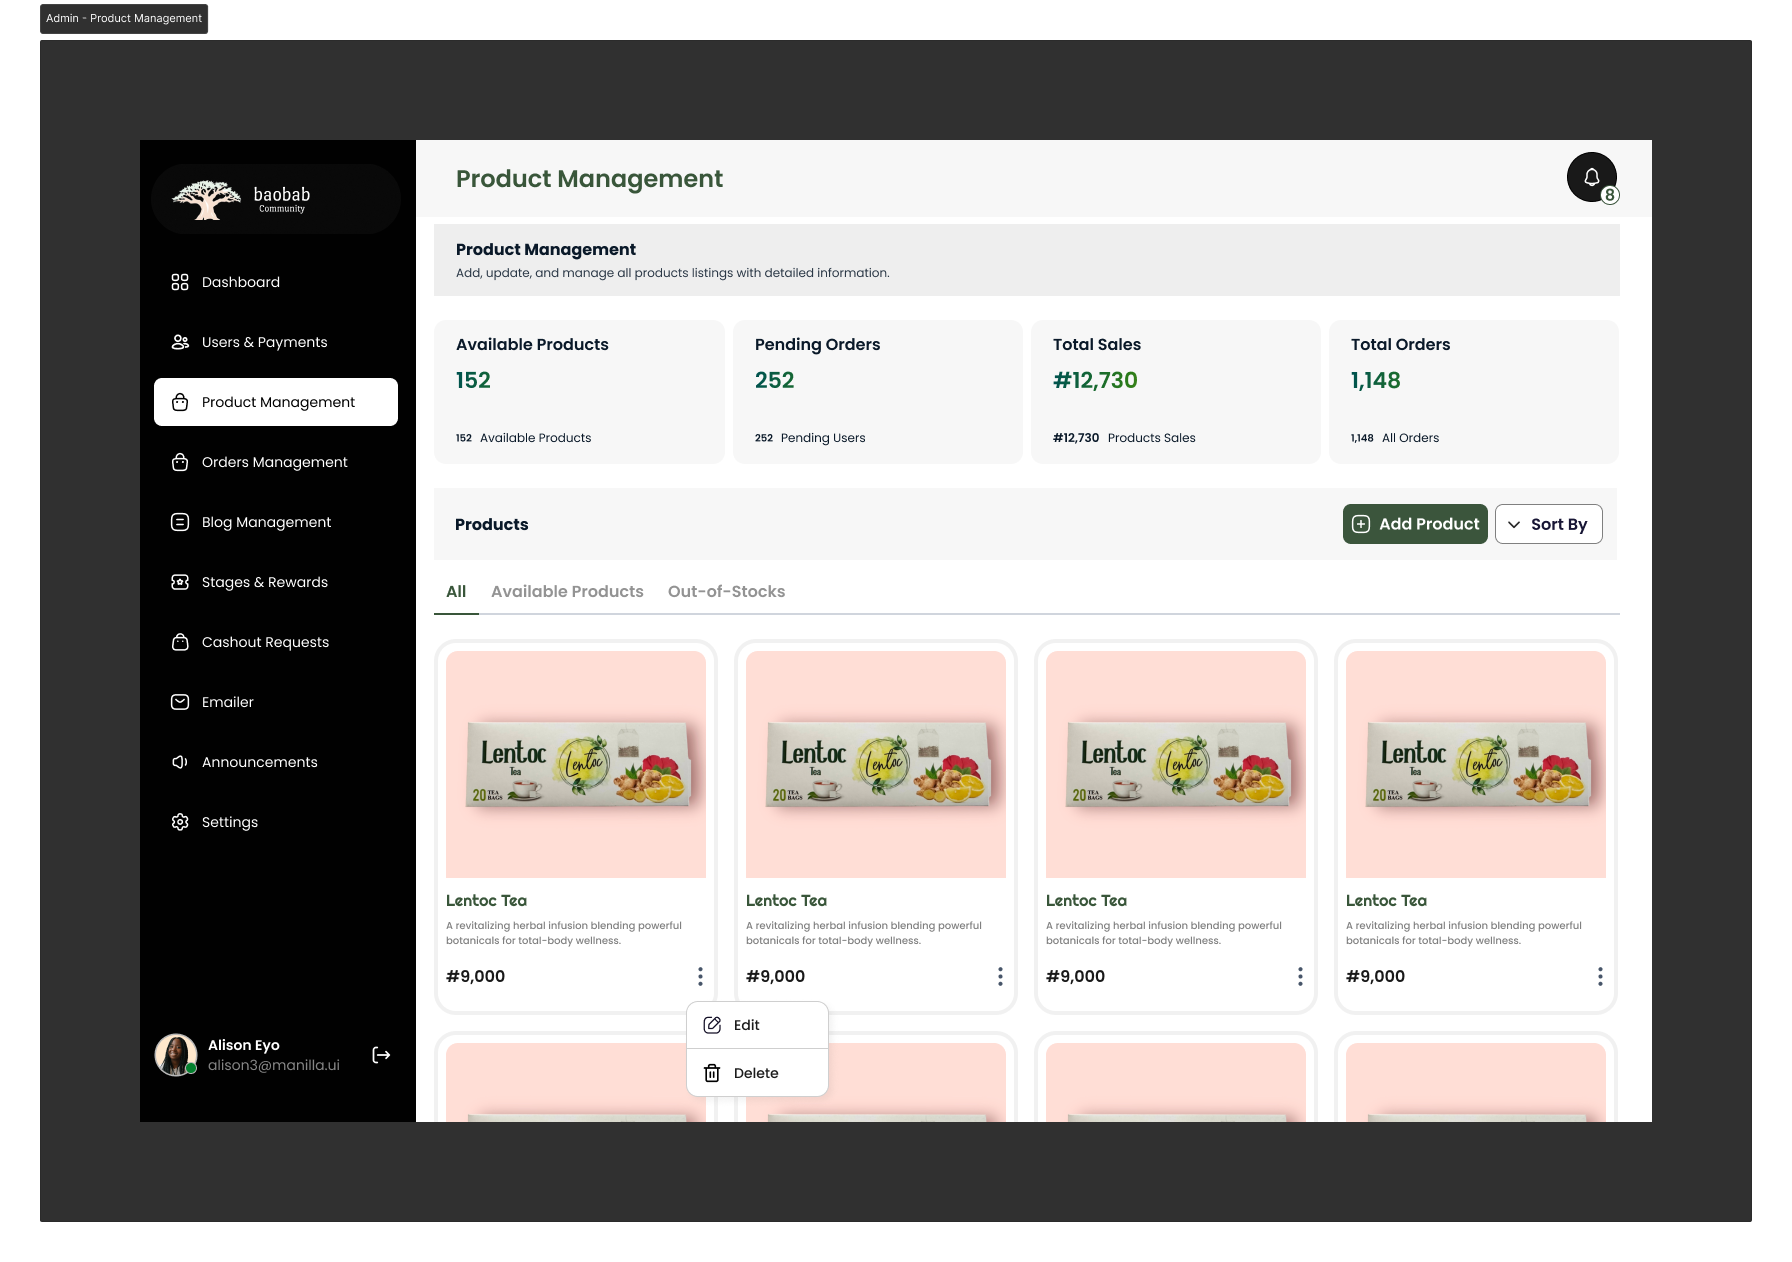 Admin - Product Management
baobab
Community
Dashboard
Users & Payments
Product Management
Orders Management
Blog Management
Stages & Rewards
Cashout Requests
Emailer
Announcements
Settings
Alison Eyo
alison3@manilla.ui
Product Management
8
Product Management
Add, update, and manage all products listings with detailed information.
Available Products
152
152 Available Products
Pending Orders
252
252 Pending Users
Total Sales
#12,730
#12,730 Products Sales
Total Orders
1,148
1,148 All Orders
Products
Add Product
Sort By
All
Available Products
Out-of-Stocks
Lentoc
Tea
Lentoc
20 TEA BAGS
Lentoc Tea
A revitalizing herbal infusion blending powerful
botanicals for total-body wellness.
#9,000
Lentoc
Tea
Lentoc
20 TEA BAGS
Lentoc Tea
A revitalizing herbal infusion blending powerful
botanicals for total-body wellness.
#9,000
Lentoc
Tea
Lentoc
20 TEA BAGS
Lentoc Tea
A revitalizing herbal infusion blending powerful
botanicals for total-body wellness.
#9,000
Lentoc
Tea
Lentoc
20 TEA BAGS
Lentoc Tea
A revitalizing herbal infusion blending powerful
botanicals for total-body wellness.
#9,000
Edit
Delete